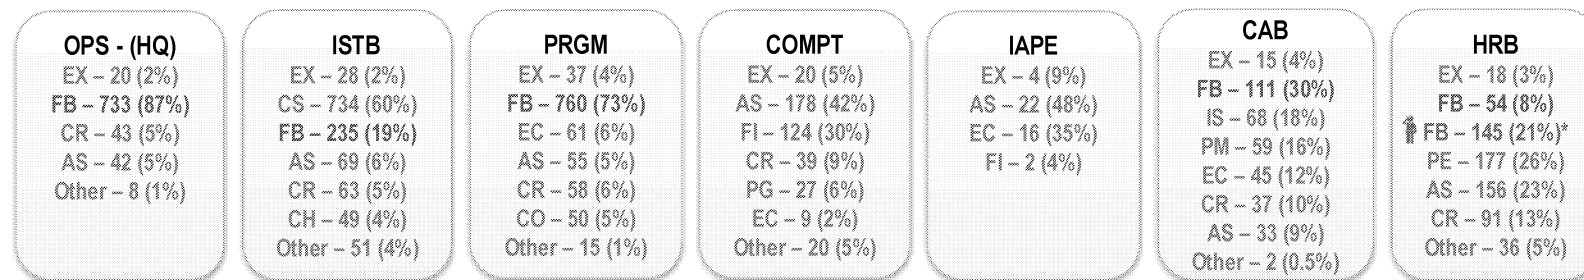 OPS - (HQ)
EX – 20 (2%)
FB – 733 (87%)
CR – 43 (5%)
AS – 42 (5%)
Other – 8 (1%)
ISTB
EX – 28 (2%)
CS – 734 (60%)
FB – 235 (19%)
AS – 69 (6%)
CR – 63 (5%)
CH – 49 (4%)
Other – 51 (4%)
PRGM
EX – 37 (4%)
FB – 760 (73%)
EC – 61 (6%)
AS – 55 (5%)
CR – 58 (6%)
CO – 50 (5%)
Other – 15 (1%)
COMPT
EX – 20 (5%)
AS – 178 (42%)
FI – 124 (30%)
CR – 39 (9%)
PG – 27 (6%)
EC – 9 (2%)
Other – 20 (5%)
IAPE
EX – 4 (9%)
AS – 22 (48%)
EC – 16 (35%)
FI – 2 (4%)
CAB
EX – 15 (4%)
FB – 111 (30%)
IS – 68 (18%)
PM – 59 (16%)
EC – 45 (12%)
CR – 37 (10%)
AS – 33 (9%)
Other – 2 (0.5%)
HRB
EX – 18 (3%)
FB – 54 (8%)
FB – 145 (21%)*
PE – 177 (26%)
AS – 156 (23%)
CR – 91 (13%)
Other – 36 (5%)